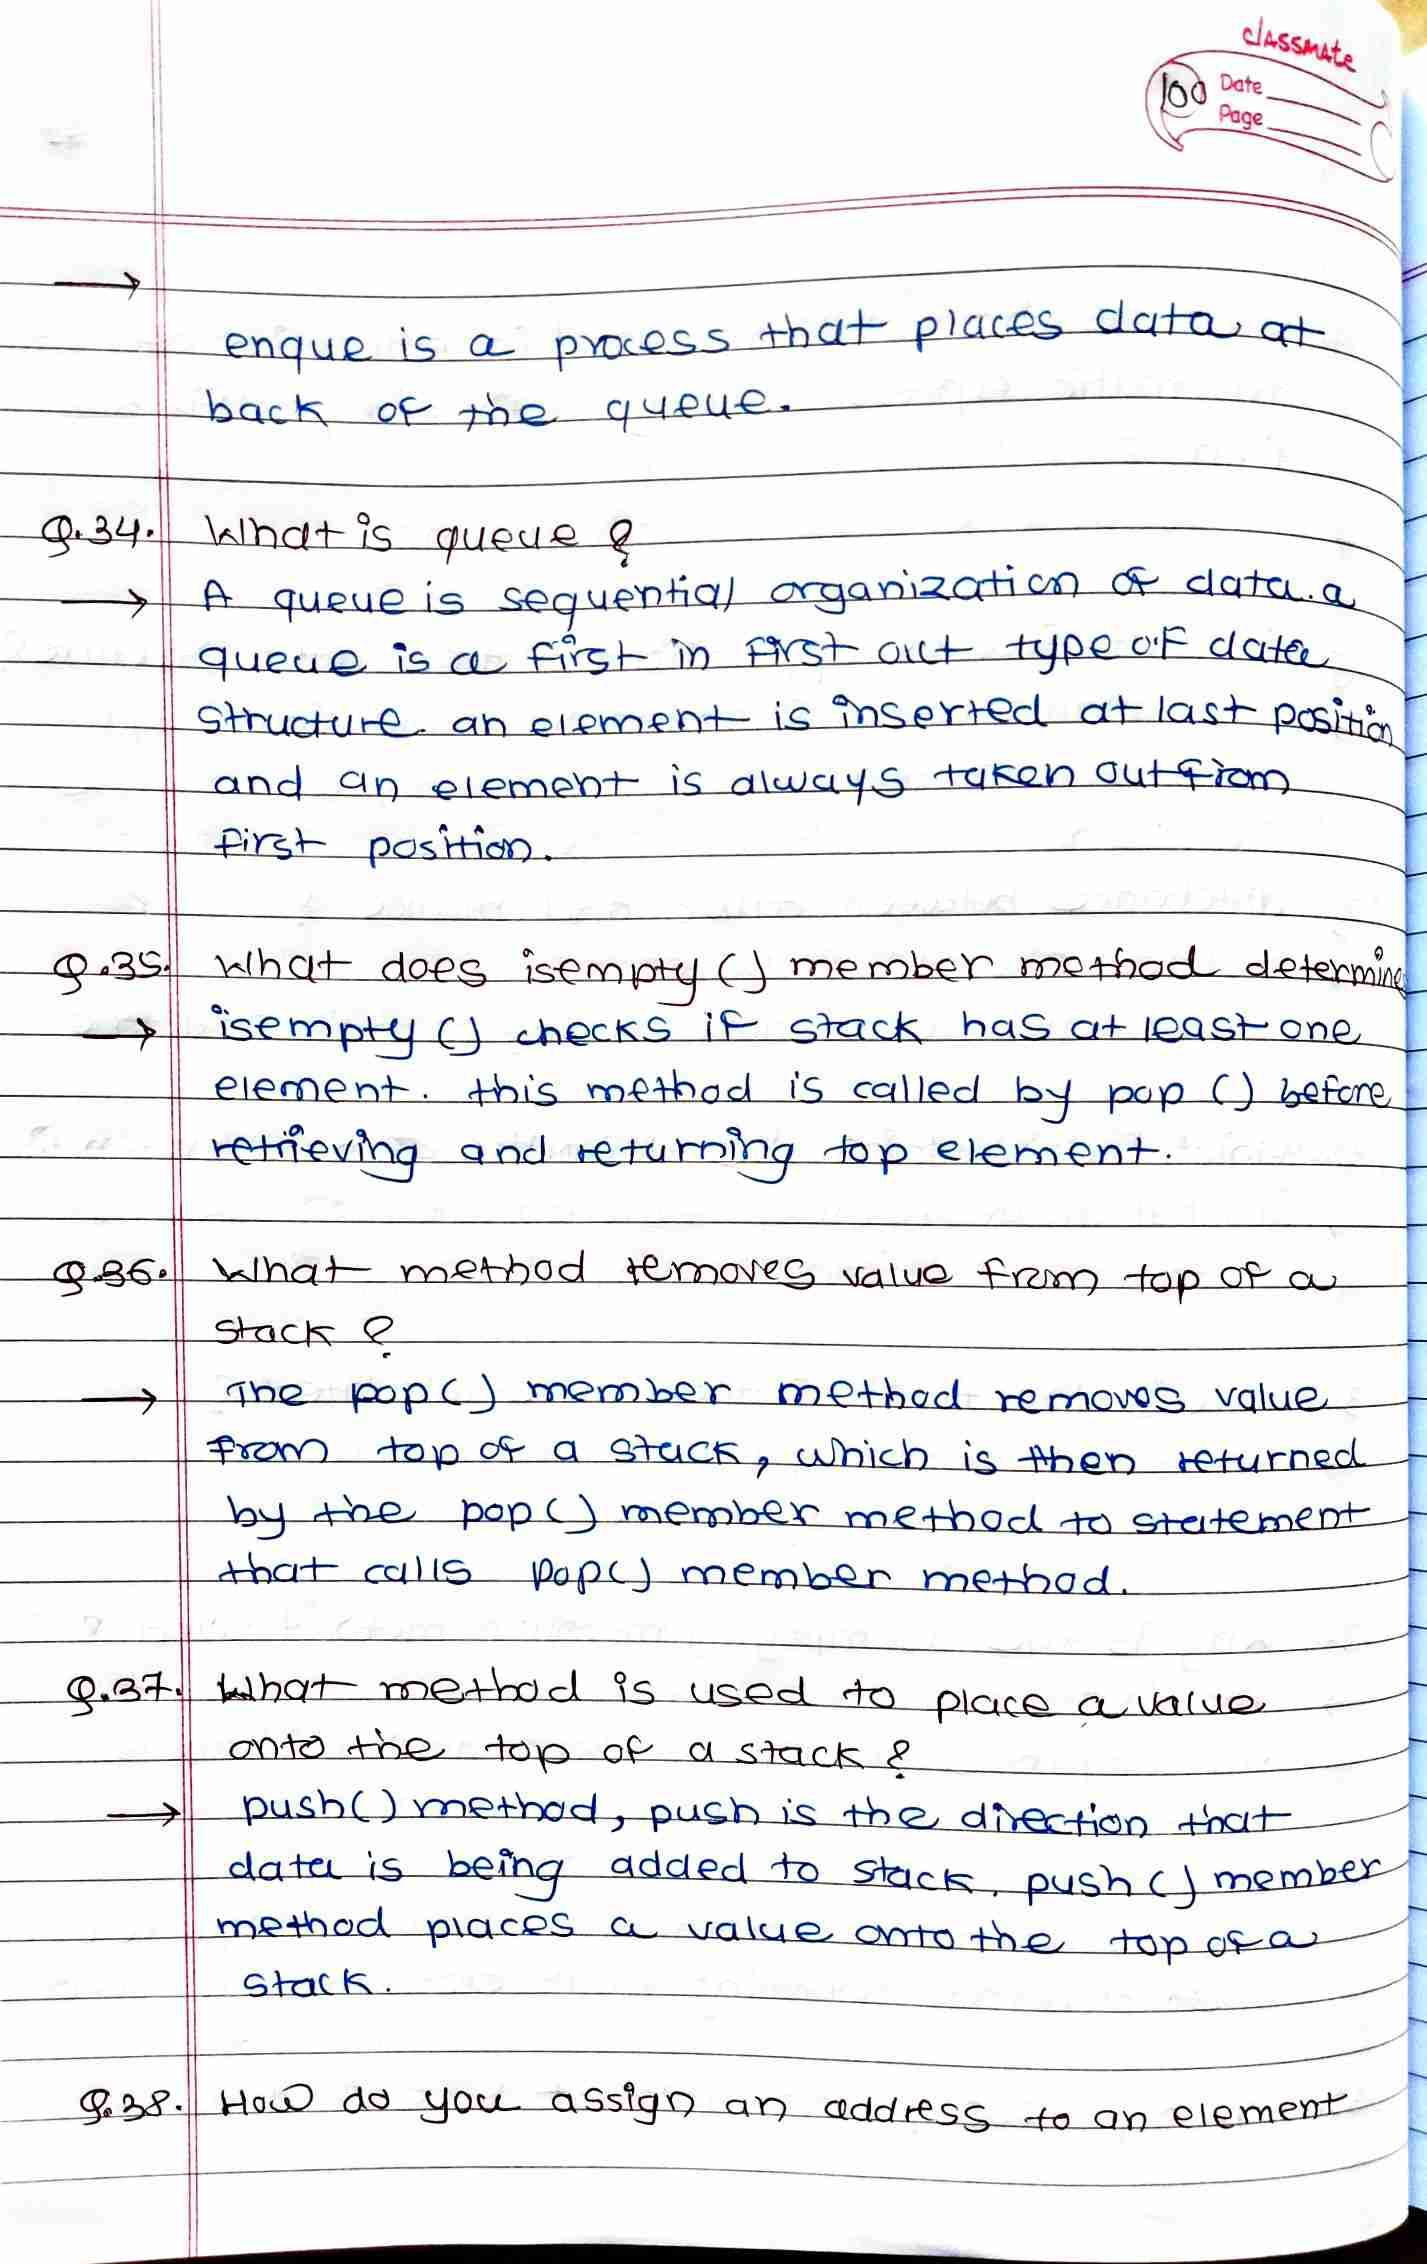 classmate
100
Date
Page
→
enque is a process that places data at
back of the queue.
Q.34. What is queue ?
→ A queue is sequential organization of data. a
queue is a first in first out type of data
structure. an element is inserted at last position
and an element is always taken out from
first position.
Q.35. What does isempty () member method determine
→ isempty () checks if stack has at least one
element. this method is called by pop () before
retrieving and returning top element.
Q.36. What method removes value from top of a
stack ?
→ The pop () member method removes value
from top of a stack, which is then returned
by the pop () member method to statement
that calls pop() member method.
Q.37. What method is used to place a value
onto the top of a stack ?
→ push() method, push is the direction that
data is being added to stack. push () member
method places a value onto the top of a
stack.
Q.38. How do you assign an address to an element